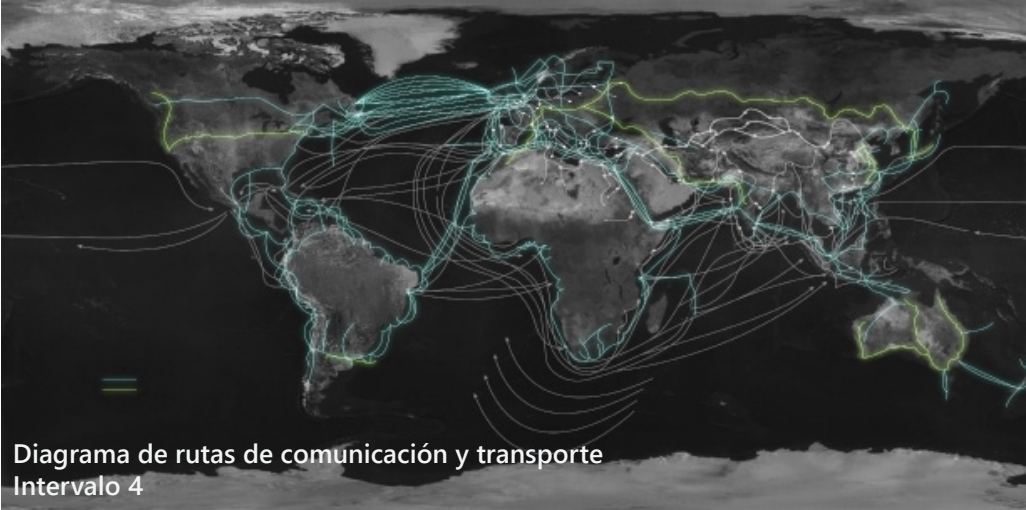 Diagrama de rutas de comunicación y transporte
Intervalo 4